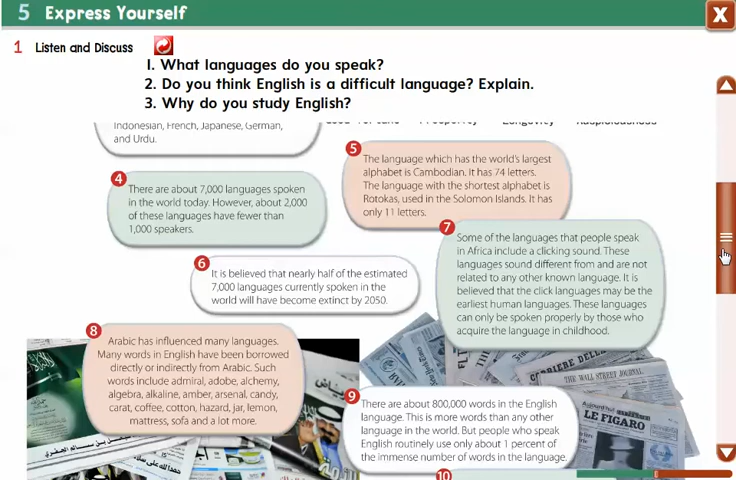 5 Express Yourself
X
1 Listen and Discuss
1. What languages do you speak?
2. Do you think English is a difficult language? Explain.
3. Why do you study English?
Indonesian, French, Japanese, German,
and Urdu.
4
There are about 7,000 languages spoken
in the world today. However, about 2,000
of these languages have fewer than
1,000 speakers.
5
The language which has the world's largest
alphabet is Cambodian. It has 74 letters.
The language with the shortest alphabet is
Rotokas, used in the Solomon Islands. It has
only 11 letters.
6
It is believed that nearly half of the estimated
7,000 languages currently spoken in the
world will have become extinct by 2050.
7
Some of the languages that people speak
in Africa include a clicking sound. These
languages sound different from and are not
related to any other known language. It is
believed that the click languages may be the
earliest human languages. These languages
can only be spoken properly by those who
acquire the language in childhood.
8
Arabic has influenced many languages.
Many words in English have been borrowed
directly or indirectly from Arabic. Such
words include admiral, adobe, alchemy,
algebra, alkaline, amber, arsenal, candy,
carat, coffee, cotton, hazard, jar, lemon,
mattress, sofa and a lot more.
9
There are about 800,000 words in the English
language. This is more words than any other
language in the world. But people who speak
English routinely use only about 1 percent of
the immense number of words in the language.
10
THE WALL STREET JOURNAL
LE FIGARO